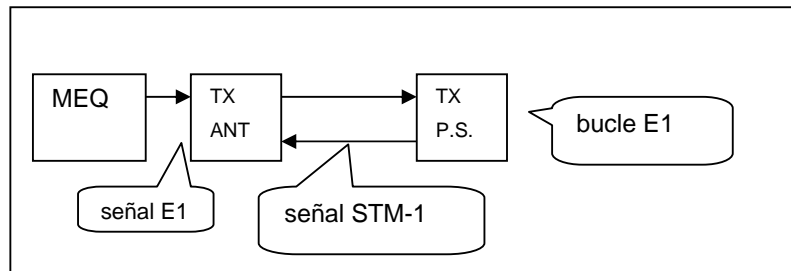 MEQ
TX
ANT
TX
P.S.
bucle E1
señal E1
señal STM-1